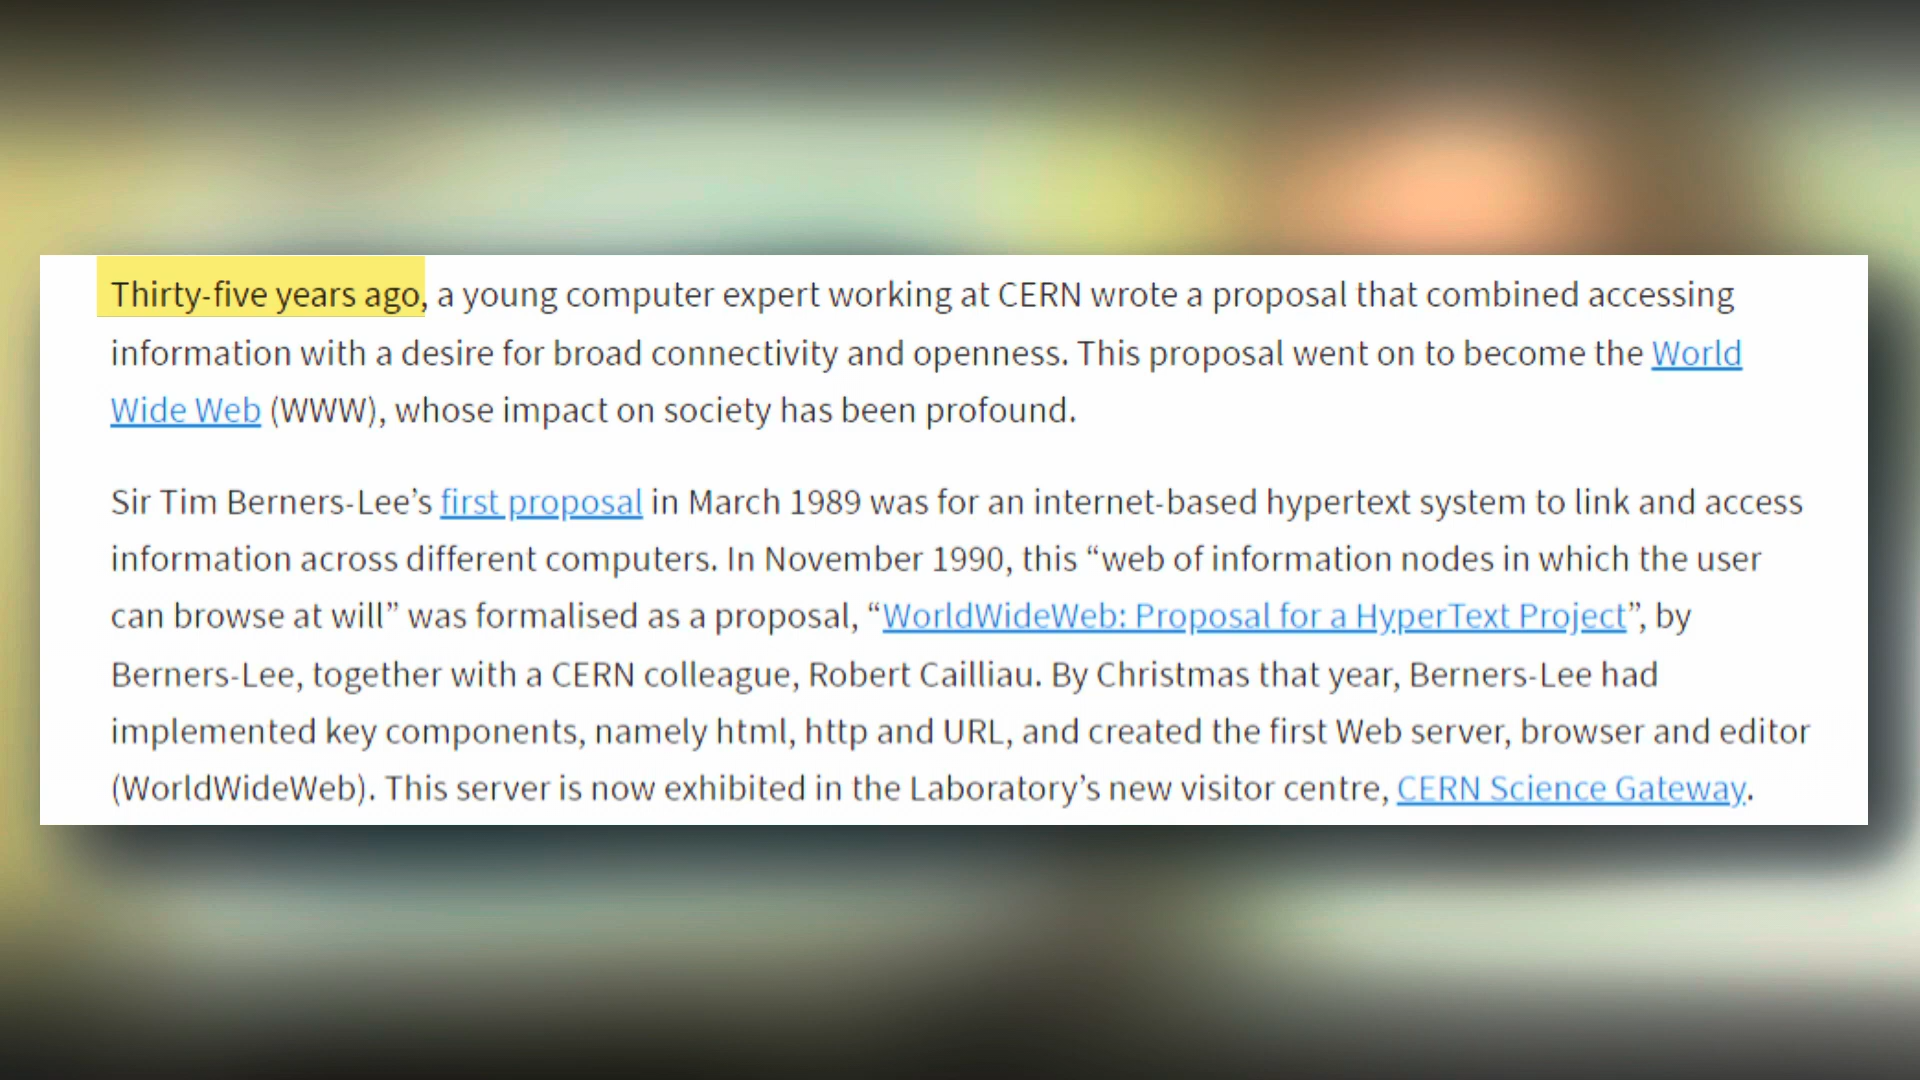 Thirty-five years ago, a young computer expert working at CERN wrote a proposal that combined accessing
information with a desire for broad connectivity and openness. This proposal went on to become the World
Wide Web (WWW), whose impact on society has been profound.
Sir Tim Berners-Lee’s first proposal in March 1989 was for an internet-based hypertext system to link and access
information across different computers. In November 1990, this “web of information nodes in which the user
can browse at will” was formalised as a proposal, “WorldWideWeb: Proposal for a HyperText Project”, by
Berners-Lee, together with a CERN colleague, Robert Cailliau. By Christmas that year, Berners-Lee had
implemented key components, namely html, http and URL, and created the first Web server, browser and editor
(WorldWideWeb). This server is now exhibited in the Laboratory’s new visitor centre, CERN Science Gateway.